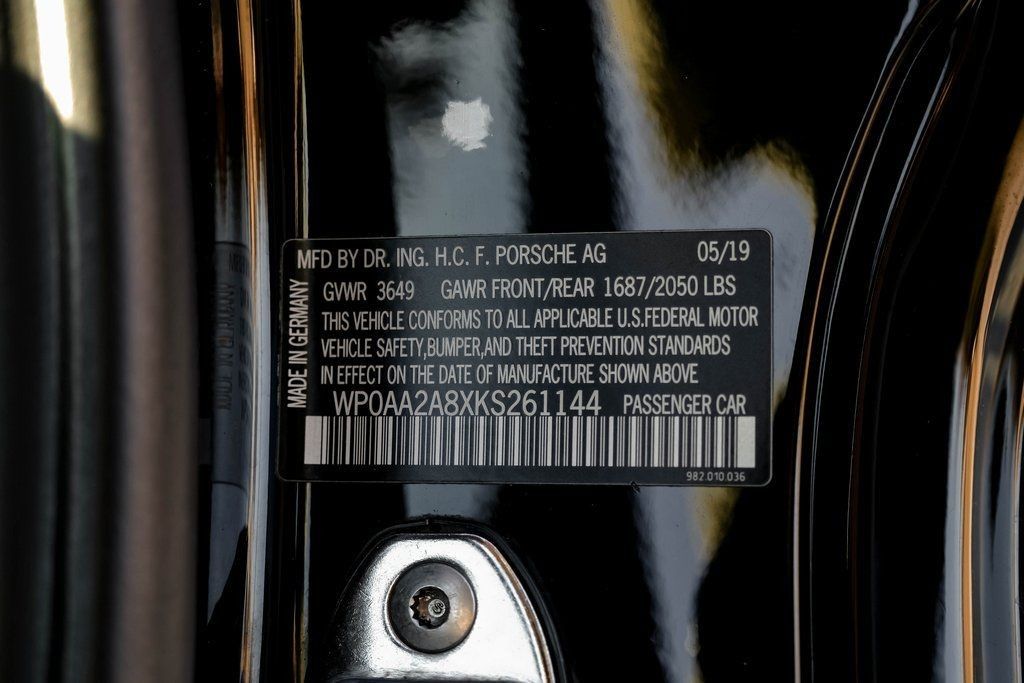 MFD BY DR. ING. H.C. F. PORSCHE AG 05/19
GVWR 3649 GAWR FRONT/REAR 1687/2050 LBS
THIS VEHICLE CONFORMS TO ALL APPLICABLE U.S.FEDERAL MOTOR
VEHICLE SAFETY,BUMPER,AND THEFT PREVENTION STANDARDS
IN EFFECT ON THE DATE OF MANUFACTURE SHOWN ABOVE
WP0AA2A8XKS261144 PASSENGER CAR
982.010.036
MADE IN GERMANY